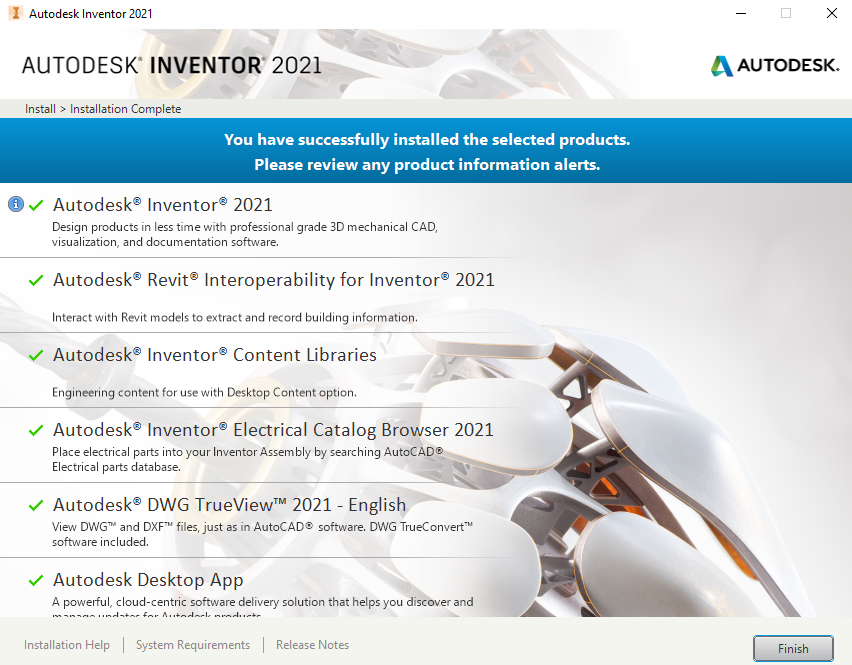 Autodesk Inventor 2021
AUTODESK® INVENTOR® 2021
AUTODESK.
Install > Installation Complete
You have successfully installed the selected products.
Please review any product information alerts.
Autodesk® Inventor® 2021
Design products in less time with professional grade 3D mechanical CAD,
visualization, and documentation software.
Autodesk® Revit® Interoperability for Inventor® 2021
Interact with Revit models to extract and record building information.
Autodesk® Inventor® Content Libraries
Engineering content for use with Desktop Content option.
Autodesk® Inventor® Electrical Catalog Browser 2021
Place electrical parts into your Inventor Assembly by searching AutoCAD®
Electrical parts database.
Autodesk® DWG TrueView™ 2021 - English
View DWG™ and DXF™ files, just as in AutoCAD® software. DWG TrueConvert™
software included.
Autodesk Desktop App
A powerful, cloud-centric software delivery solution that helps you discover and
manage updates for Autodesk products
Installation Help
System Requirements
Release Notes
Finish